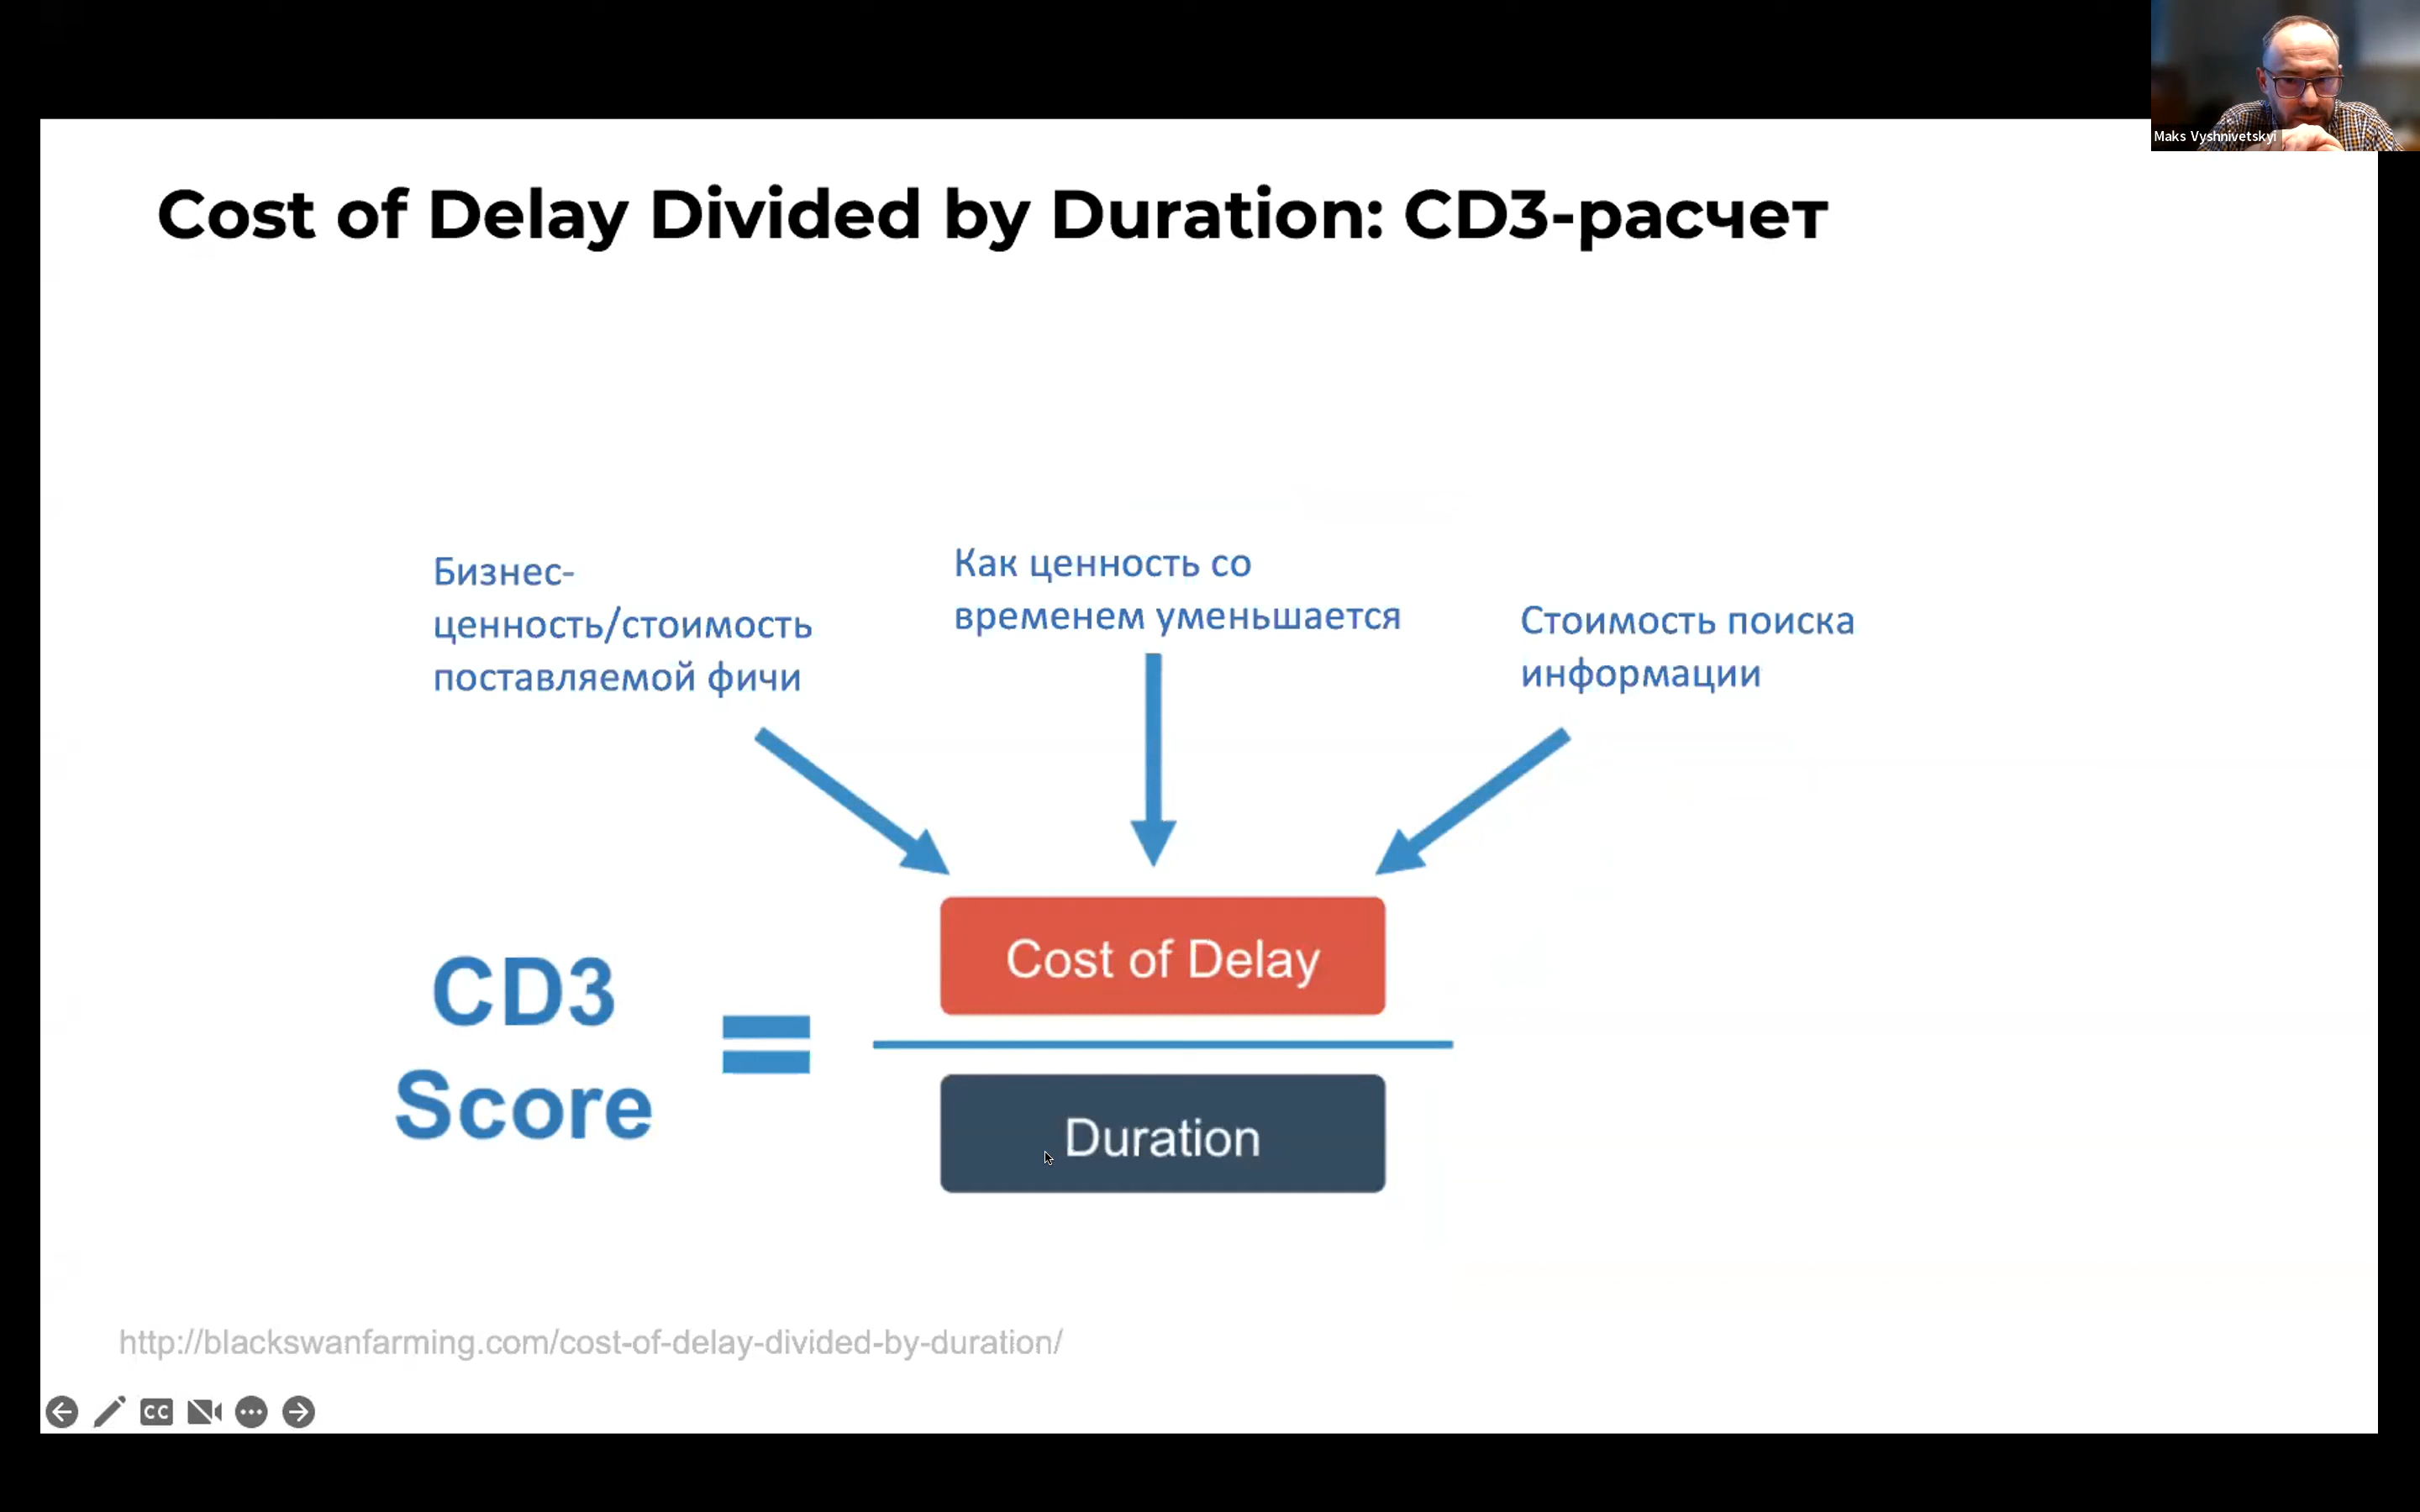 Maks Vyshnivetskyi
Cost of Delay Divided by Duration: CD3-расчет
Бизнес-
ценность/стоимость
поставляемой фичи
Как ценность со
временем уменьшается
Стоимость поиска
информации
CD3
Score
=
Cost of Delay
Duration
http://blackswanfarming.com/cost-of-delay-divided-by-duration/
CC